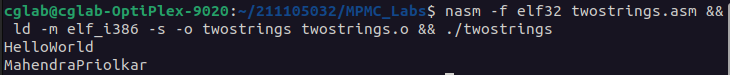 cglab@cglab-OptiPlex-9020:~/211105032/MPMC_Labs$ nasm -f elf32 twostrings.asm &&
ld -m elf_i386 -s -o twostrings twostrings.o && ./twostrings
HelloWorld
MahendraPriolkar